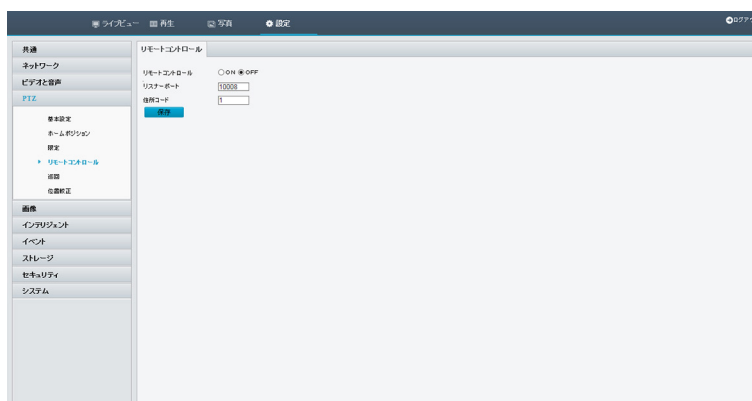 ライブビュー 再生 写真 設定 ログアウ
共通
ネットワーク
ビデオと音声
PTZ
基本設定
ホームポジション
限定
リモートコントロール
巡回
位置校正
画像
インテリジェント
イベント
ストレージ
セキュリティ
システム
リモートコントロール
リモートコントロール ON OFF
リスナーポート 10008
住所コード 1
保存